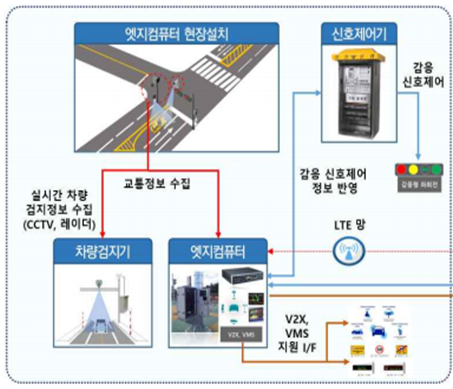 엣지컴퓨터 현장설치
신호제어기
감응
신호제어
교통정보 수집
실시간 차량
검지정보 수집
(CCTV, 레이더)
감응 신호제어
정보 반영
감응형 좌회전
LTE 망
차량검지기
엣지컴퓨터
V2X, VMS
V2X,
VMS
지원 I/F